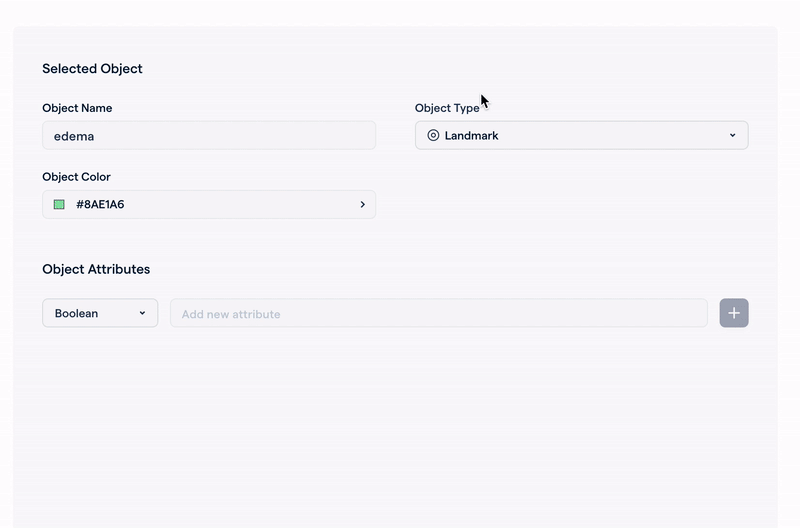 Selected Object
Object Name
Object Type
edema
Landmark
Object Color
#8AE1A6
Object Attributes
Boolean
Add new attribute